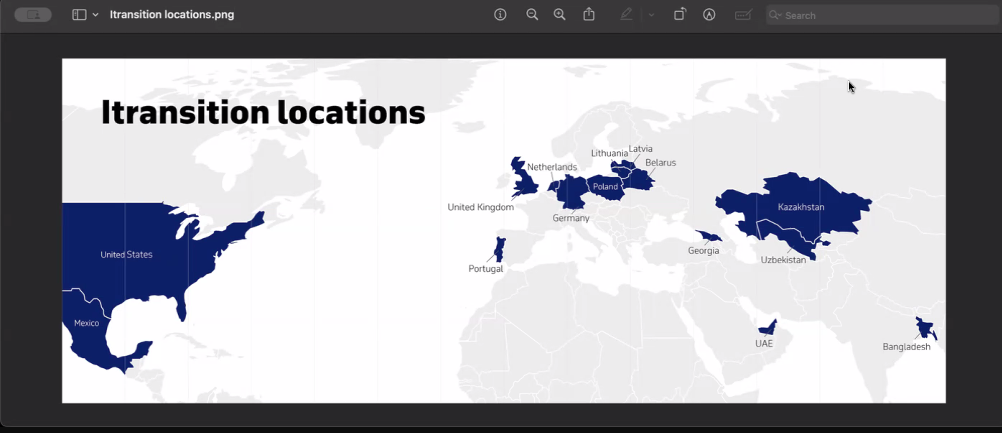 Itransition locations.png
Search
Itransition locations
Lithuania
Latvia
Netherlands
Belarus
Poland
United Kingdom
Germany
Kazakhstan
United States
Portugal
Georgia
Uzbekistan
Mexico
UAE
Bangladesh